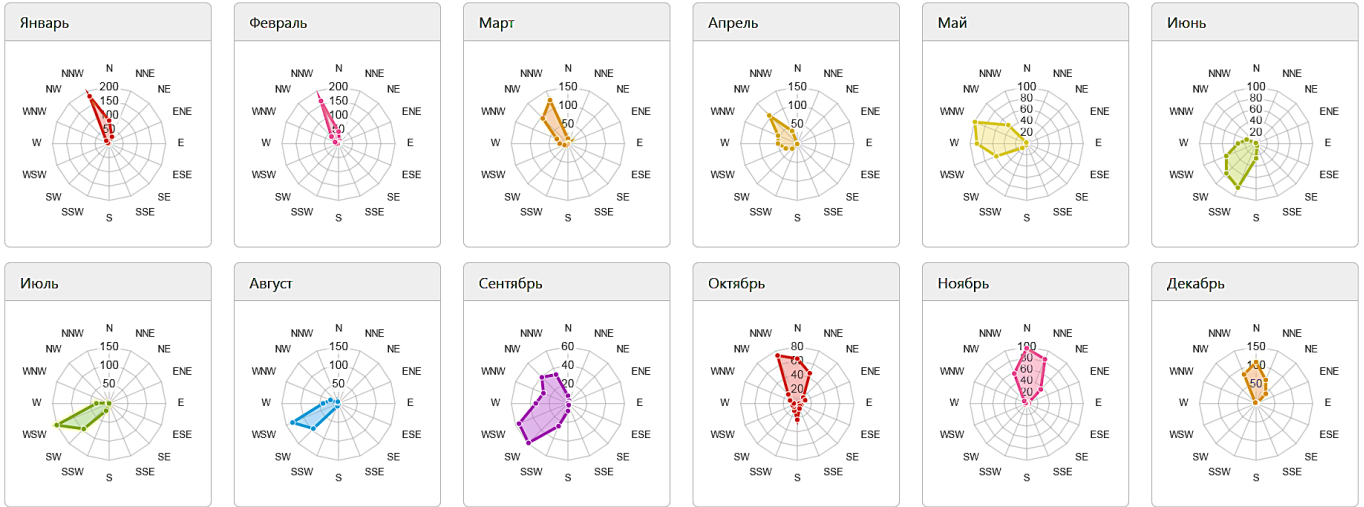 Январь
N
NNW NNE
NW 200 NE
150
WNW 100 ENE
W E
WSW ESE
SW SE
SSW SSE
S
Февраль
N
NNW NNE
NW 200 NE
150
WNW 100 ENE
W E
WSW ESE
SW SE
SSW SSE
S
Март
N
NNW NNE
NW 150 NE
WNW 100 ENE
50
W E
WSW ESE
SW SE
SSW SSE
S
Апрель
N
NNW NNE
NW 150 NE
WNW 100 ENE
50
W E
WSW ESE
SW SE
SSW SSE
S
Май
N
NNW NNE
NW 100 NE
80
WNW 60 ENE
40
20
W E
WSW ESE
SW SE
SSW SSE
S
Июнь
N
NNW NNE
NW 100 NE
80
WNW 60 ENE
40
20
W E
WSW ESE
SW SE
SSW SSE
S
Июль
N
NNW NNE
NW 150 NE
WNW 100 ENE
50
W E
WSW ESE
SW SE
SSW SSE
S
Август
N
NNW NNE
NW 150 NE
WNW 100 ENE
50
W E
WSW ESE
SW SE
SSW SSE
S
Сентябрь
N
NNW NNE
NW 60 NE
WNW 40 ENE
20
W E
WSW ESE
SW SE
SSW SSE
S
Октябрь
N
NNW NNE
NW 80 NE
60
WNW 40 ENE
20
W E
WSW ESE
SW SE
SSW SSE
S
Ноябрь
N
NNW NNE
NW 100 NE
80
WNW 60 ENE
40
20
W E
WSW ESE
SW SE
SSW SSE
S
Декабрь
N
NNW NNE
NW 150 NE
WNW 100 ENE
50
W E
WSW ESE
SW SE
SSW SSE
S